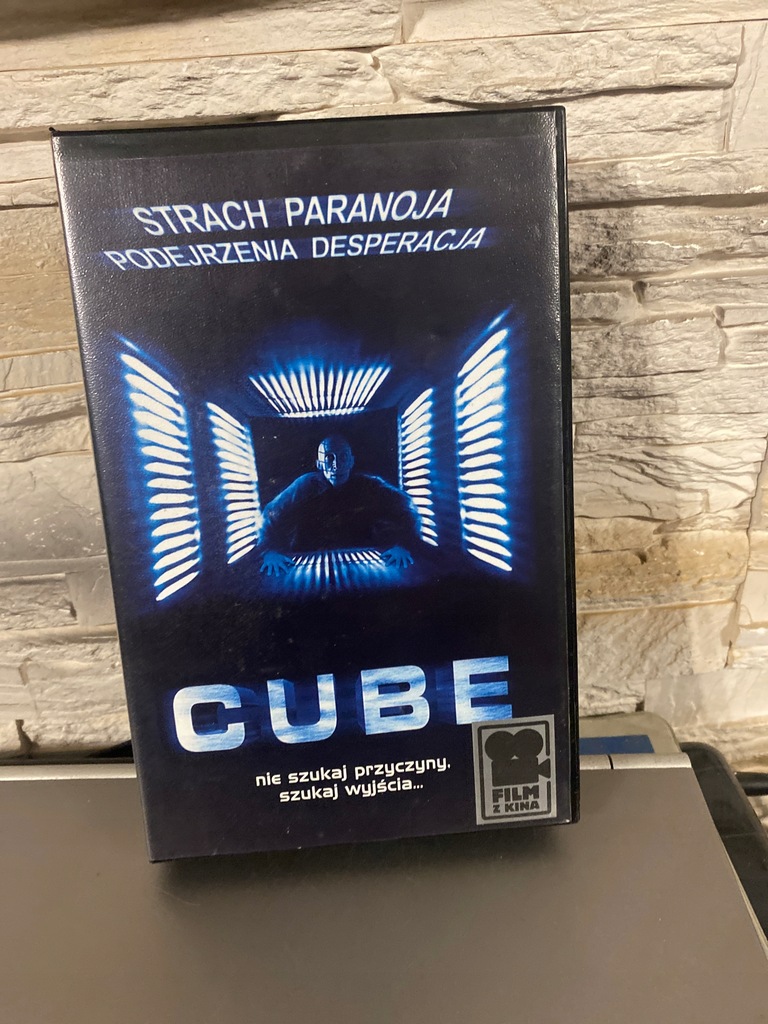 STRACH PARANOJA
PODEJRZENIA DESPERACJA
CUBE
nie szukaj przyczyny,
szukaj wyjścia...
FILM
Z KINA